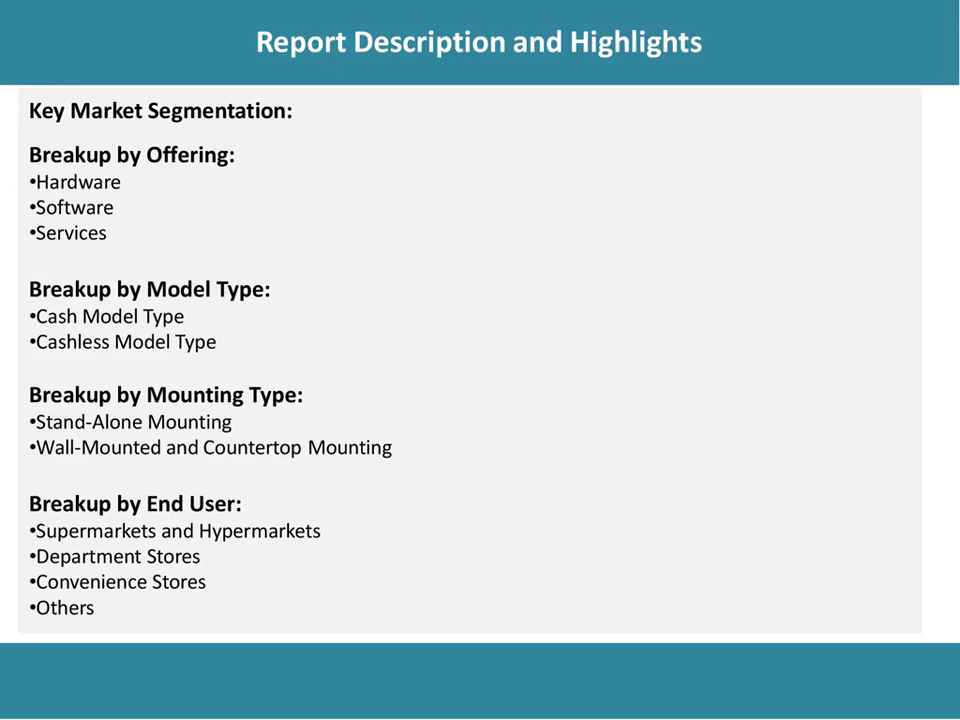 Report Description and Highlights
Key Market Segmentation:
Breakup by Offering:
•Hardware
•Software
•Services
Breakup by Model Type:
•Cash Model Type
•Cashless Model Type
Breakup by Mounting Type:
•Stand-Alone Mounting
•Wall-Mounted and Countertop Mounting
Breakup by End User:
•Supermarkets and Hypermarkets
•Department Stores
•Convenience Stores
•Others